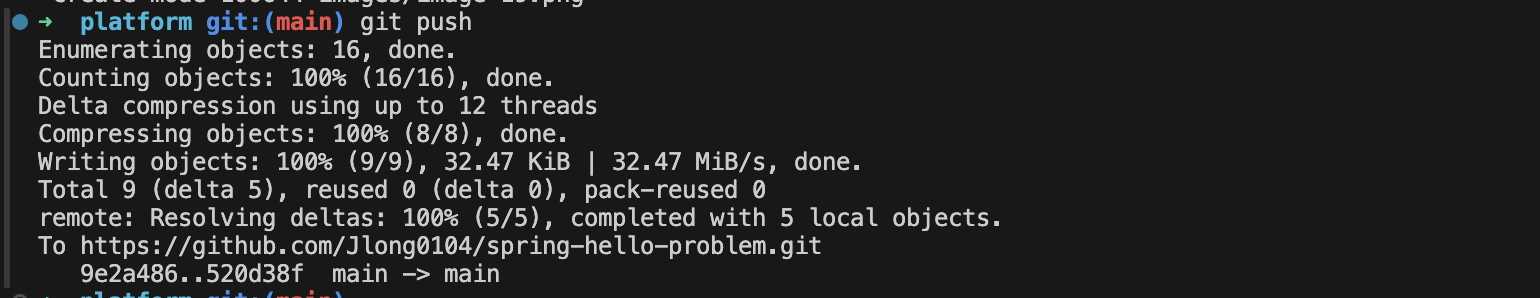 ➜ platform git:(main) git push
Enumerating objects: 16, done.
Counting objects: 100% (16/16), done.
Delta compression using up to 12 threads
Compressing objects: 100% (8/8), done.
Writing objects: 100% (9/9), 32.47 KiB | 32.47 MiB/s, done.
Total 9 (delta 5), reused 0 (delta 0), pack-reused 0
remote: Resolving deltas: 100% (5/5), completed with 5 local objects.
To https://github.com/Jlong0104/spring-hello-problem.git
   9e2a486..520d38f  main -> main